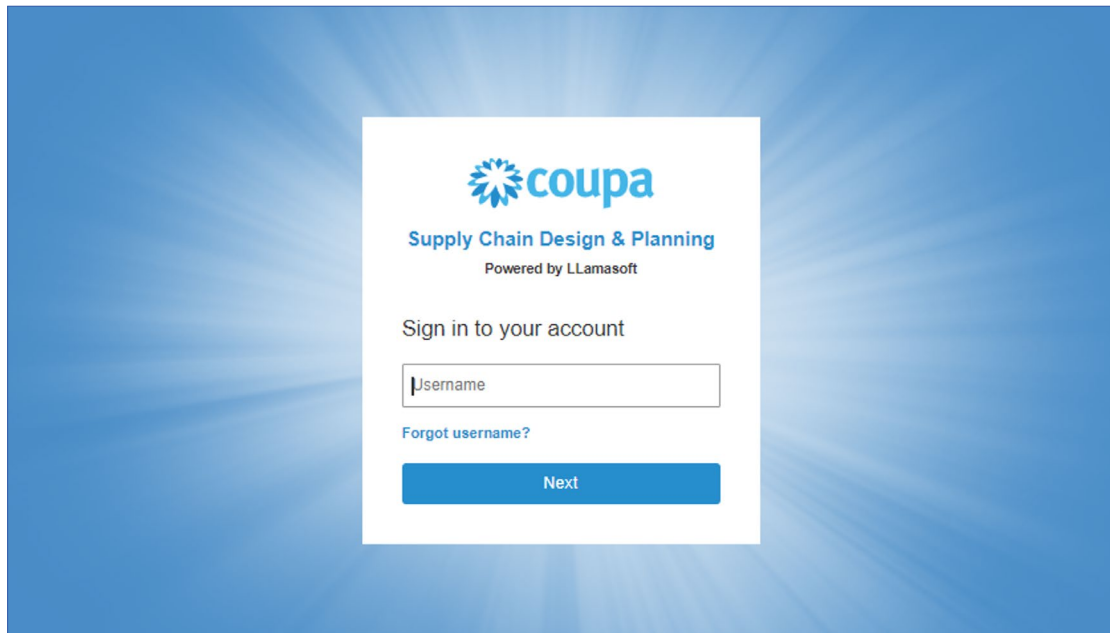 coupa
Supply Chain Design & Planning
Powered by LLamasoft
Sign in to your account
Username
Forgot username?
Next